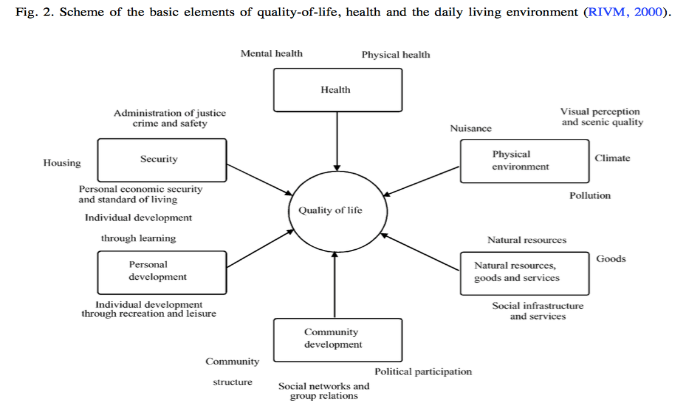 Fig. 2. Scheme of the basic elements of quality-of-life, health and the daily living environment (RIVM, 2000).
Mental health
Physical health
Health
Administration of justice
crime and safety
Housing
Security
Personal economic security
and standard of living
Nuisance
Visual perception
and scenic quality
Physical
environment
Climate
Pollution
Quality of life
Individual development
through learning
Personal
development
Individual development
through recreation and leisure
Natural resources
Natural resources,
goods and services
Goods
Social infrastructure
and services
Community
development
Community
structure
Social networks and
group relations
Political participation